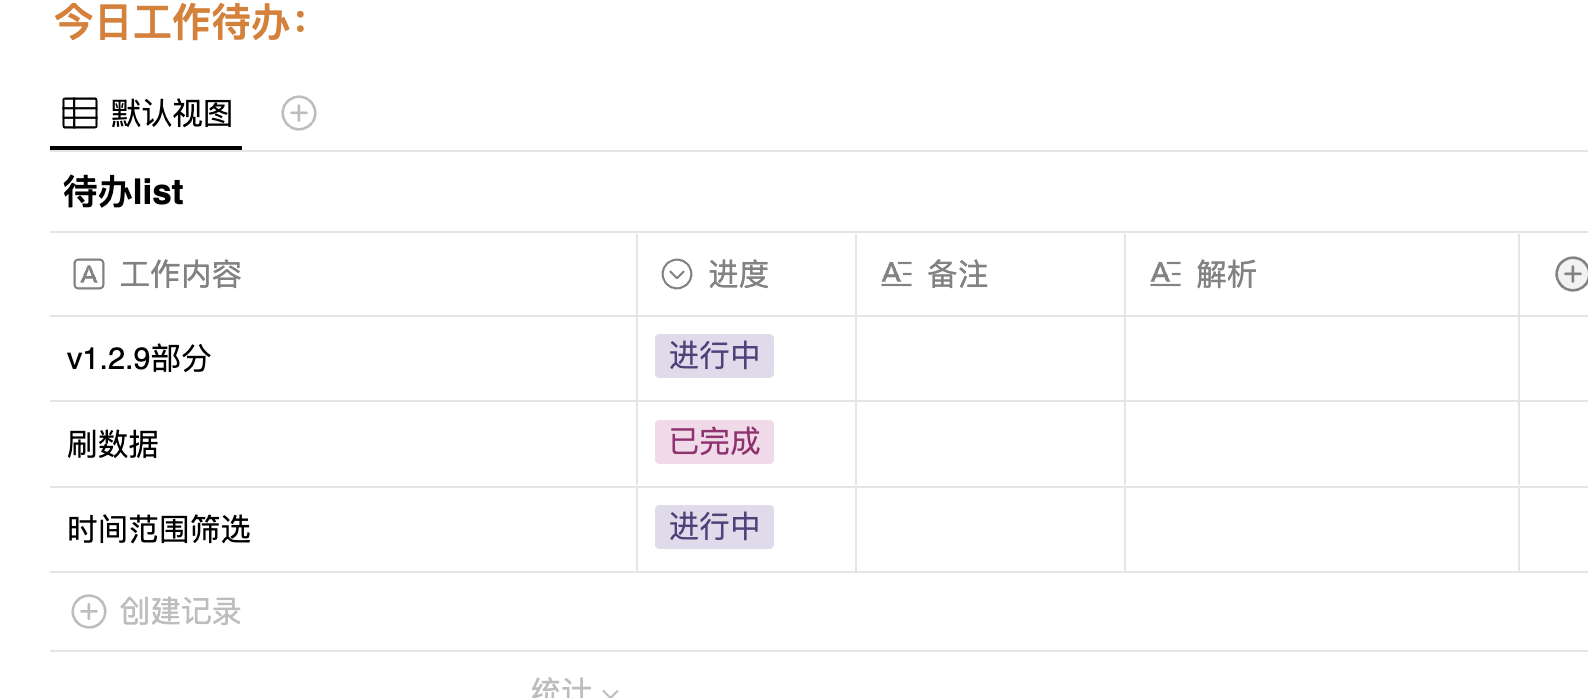 今日工作待办：
默认视图
待办list
工作内容 进度 备注 解析
v1.2.9部分 进行中
刷数据 已完成
时间范围筛选 进行中
创建记录
统计